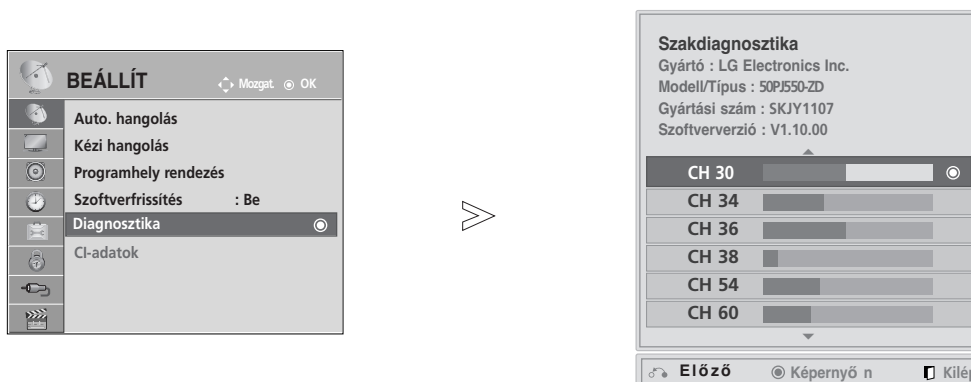 BEÁLLÍT
Mozgat. OK
Auto. hangolás
Kézi hangolás
Programhely rendezés
Szoftverfrissítés : Be
Diagnosztika
CI-adatok
Szakdiagnosztika
Gyártó : LG Electronics Inc.
Modell/Típus : 50PJ550-ZD
Gyártási szám : SKJY1107
Szoftververzió : V1.10.00
CH 30
CH 34
CH 36
CH 38
CH 54
CH 60
Előző Képernyő n Kilép